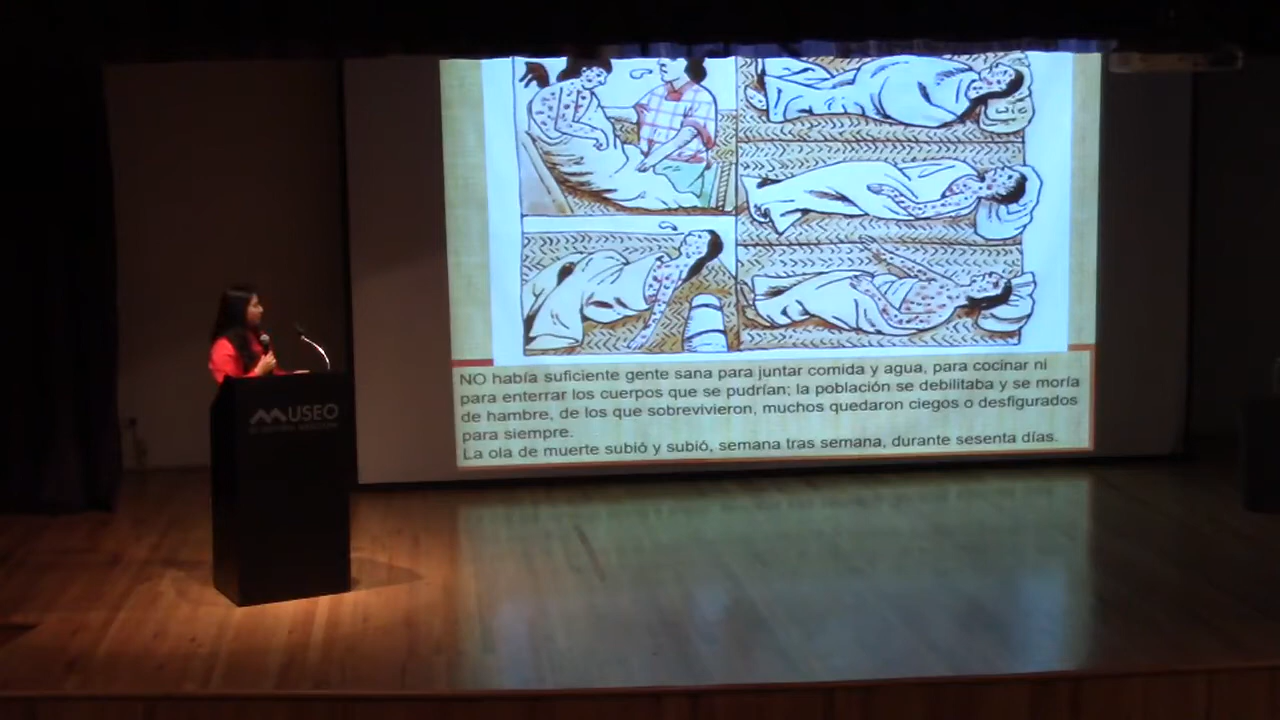 NO había suficiente gente sana para juntar comida y agua, para cocinar ni
para enterrar los cuerpos que se pudrían; la población se debilitaba y se moría
de hambre, de los que sobrevivieron, muchos quedaron ciegos o desfigurados
para siempre.
La ola de muerte subió y subió, semana tras semana, durante sesenta días.
MUSEO